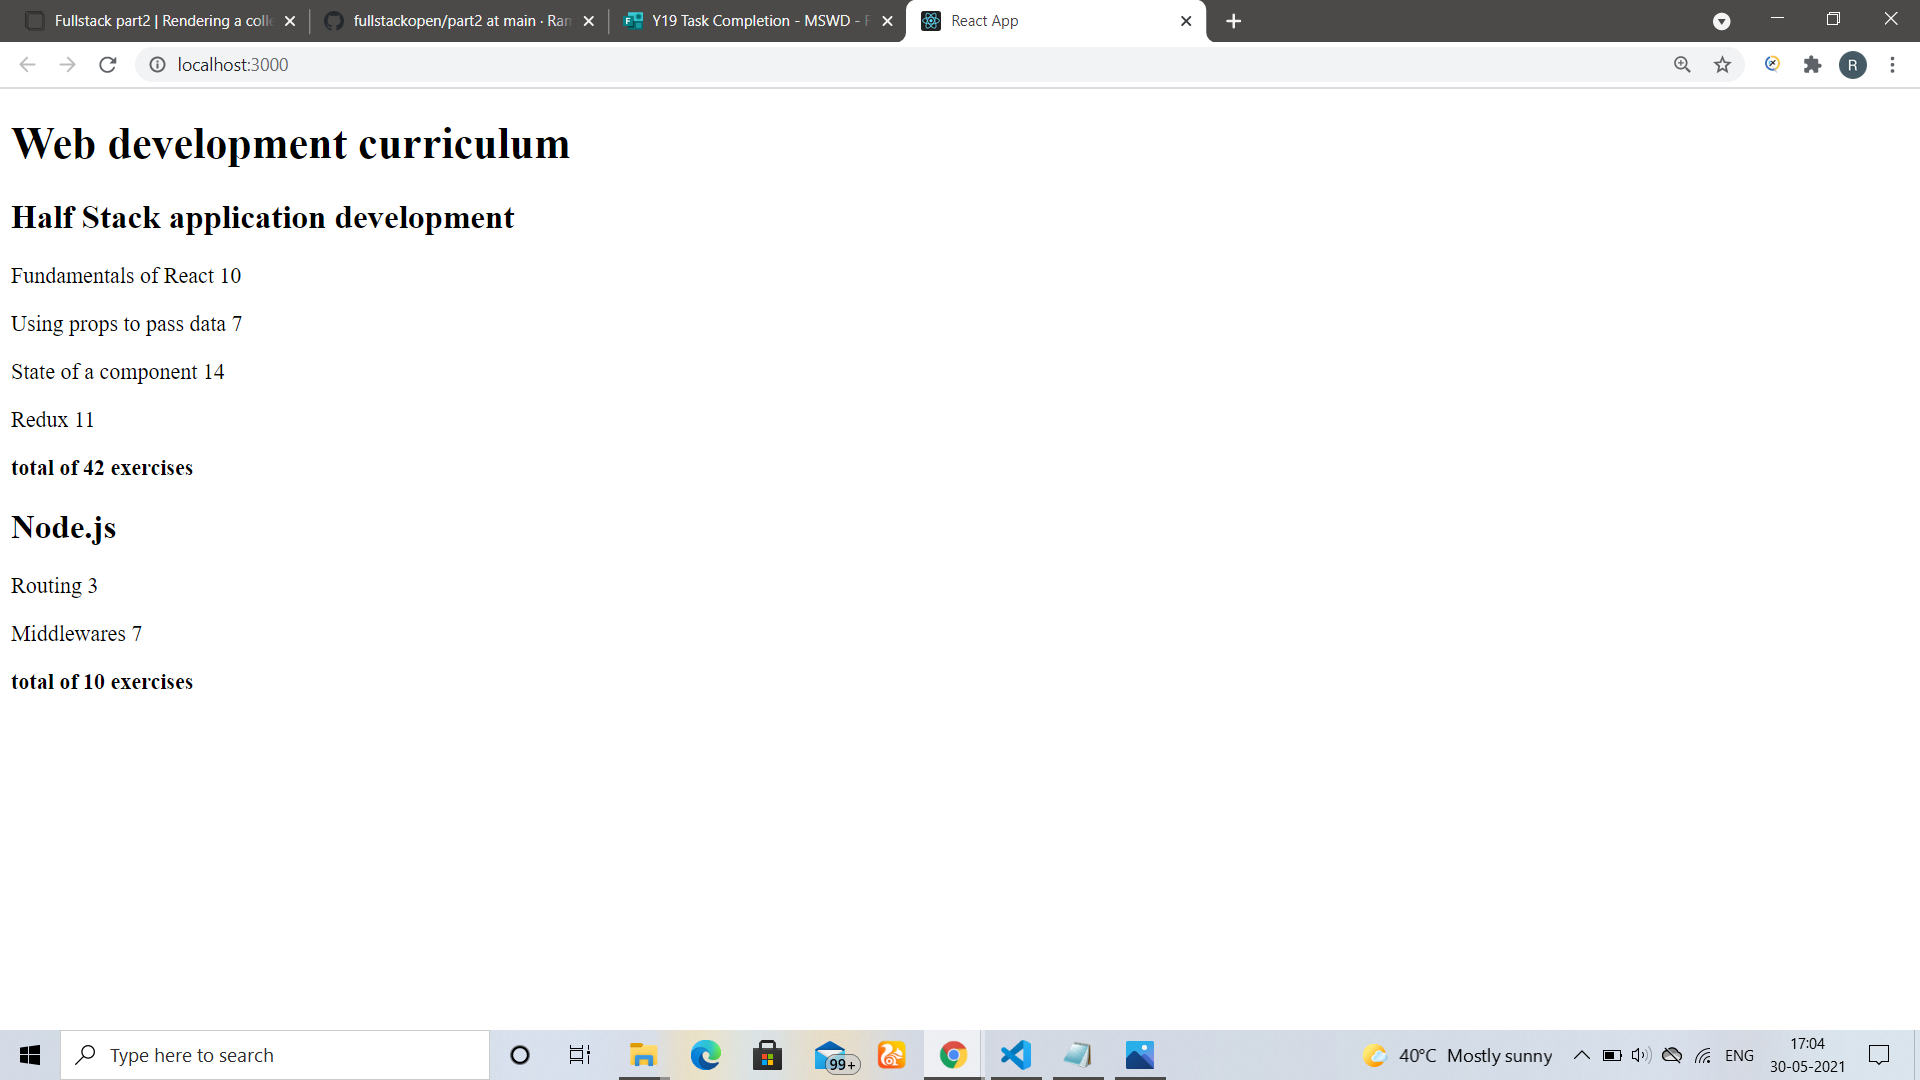 Fullstack part2 | Rendering a colle
fullstackopen/part2 at main · Ram
Y19 Task Completion - MSWD - F
React App
localhost:3000
R
Web development curriculum
Half Stack application development
Fundamentals of React 10
Using props to pass data 7
State of a component 14
Redux 11
total of 42 exercises
Node.js
Routing 3
Middlewares 7
total of 10 exercises
Type here to search
99+
40°C Mostly sunny
ENG
17:04
30-05-2021